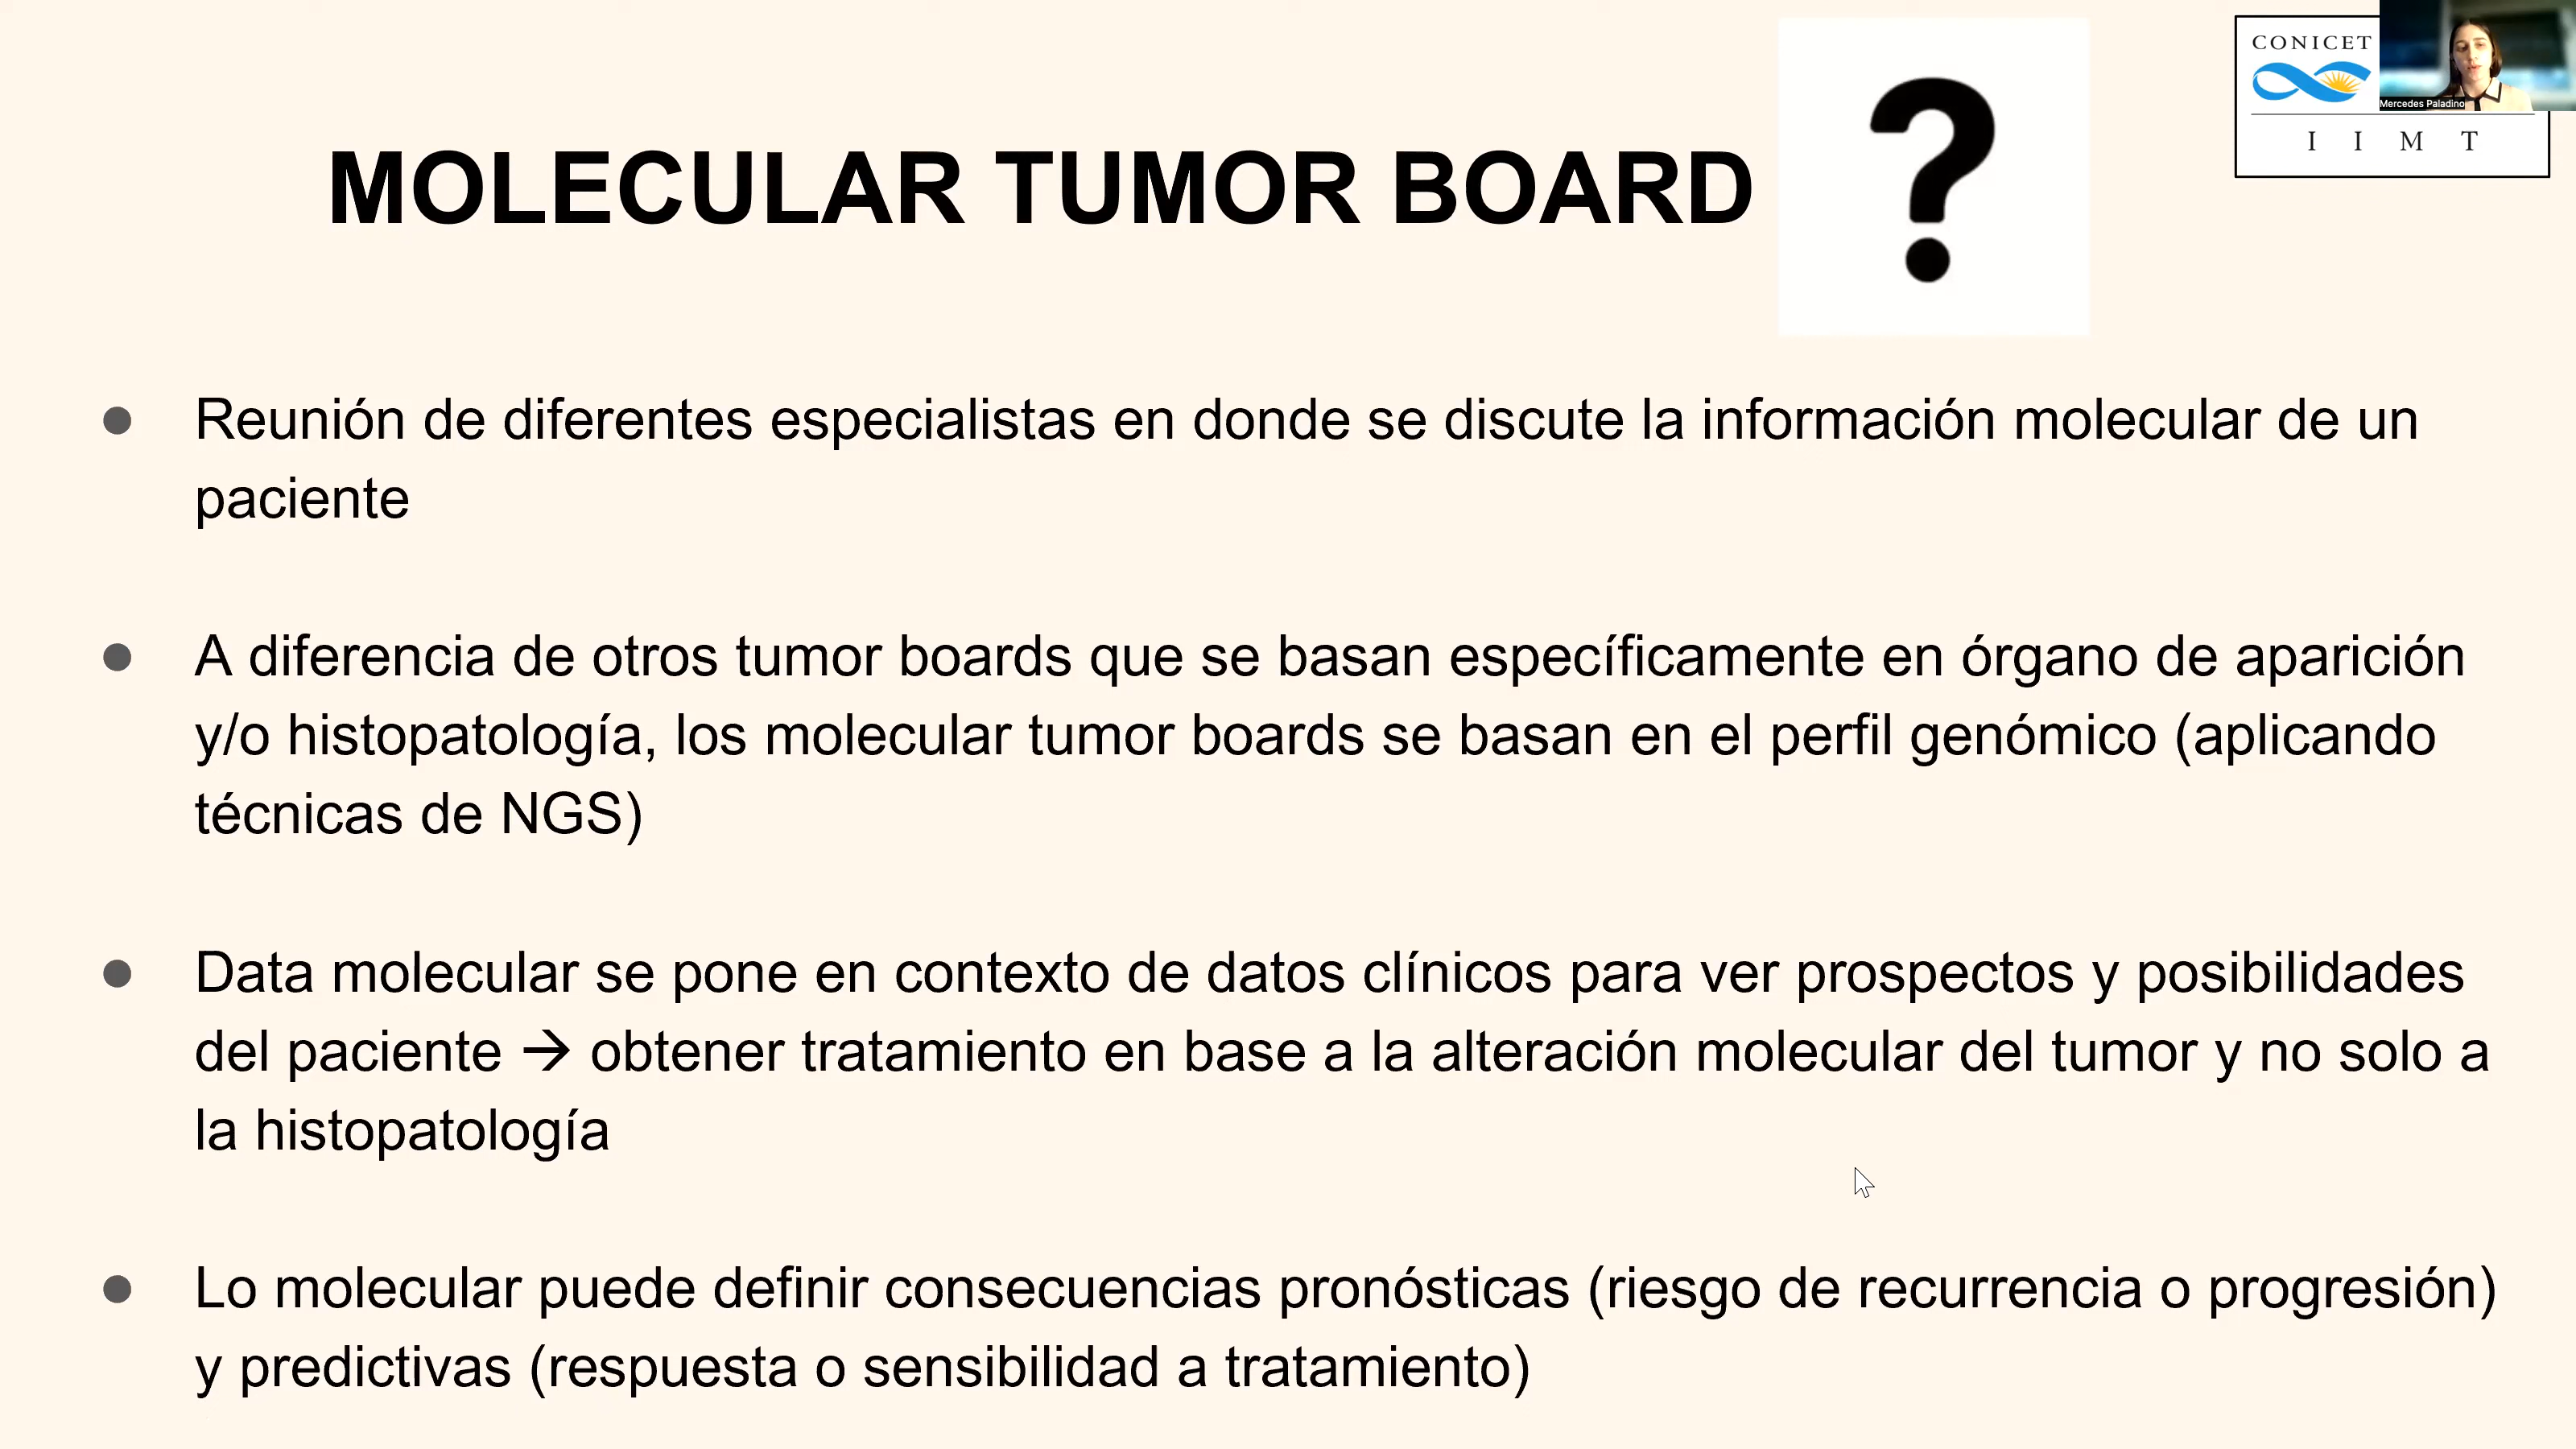 CONICET
Mercedes Paladino
I I M T
MOLECULAR TUMOR BOARD ?
● Reunión de diferentes especialistas en donde se discute la información molecular de un
paciente
● A diferencia de otros tumor boards que se basan específicamente en órgano de aparición
y/o histopatología, los molecular tumor boards se basan en el perfil genómico (aplicando
técnicas de NGS)
● Data molecular se pone en contexto de datos clínicos para ver prospectos y posibilidades
del paciente → obtener tratamiento en base a la alteración molecular del tumor y no solo a
la histopatología
● Lo molecular puede definir consecuencias pronósticas (riesgo de recurrencia o progresión)
y predictivas (respuesta o sensibilidad a tratamiento)